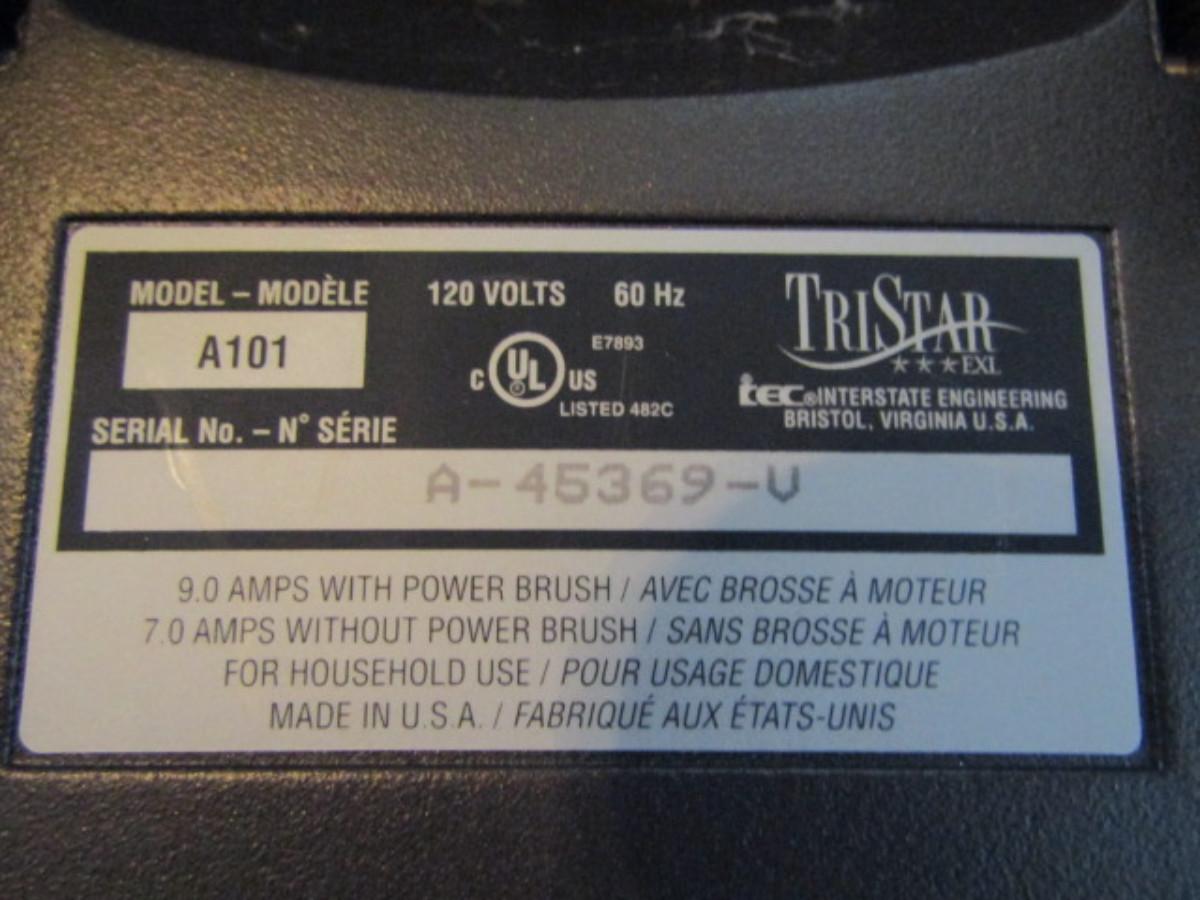 MODEL – MODÈLE 120 VOLTS 60 Hz TRISTAR
A101 E7893 ★★★EXL
C UL US itec® INTERSTATE ENGINEERING
LISTED 482C BRISTOL, VIRGINIA U.S.A.
SERIAL No. – N° SÉRIE
A-45369-V
9.0 AMPS WITH POWER BRUSH / AVEC BROSSE À MOTEUR
7.0 AMPS WITHOUT POWER BRUSH / SANS BROSSE À MOTEUR
FOR HOUSEHOLD USE / POUR USAGE DOMESTIQUE
MADE IN U.S.A. / FABRIQUÉ AUX ÉTATS-UNIS